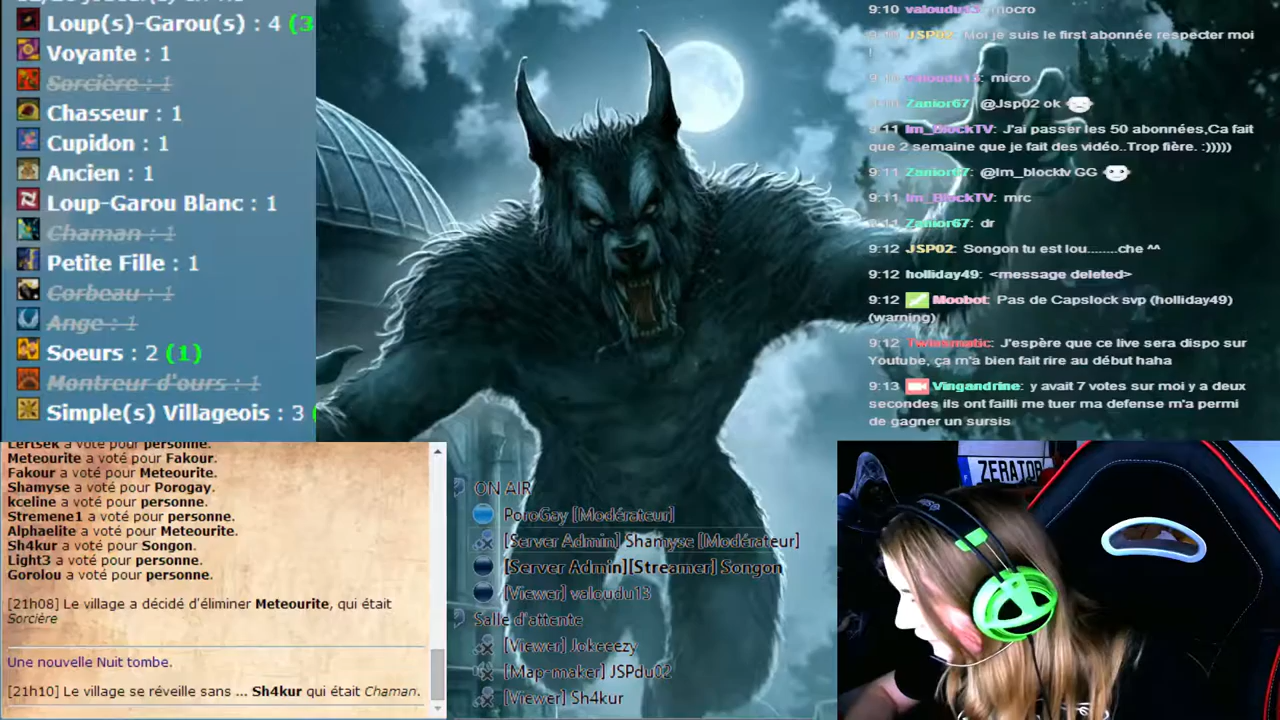 Loup(s)-Garou(s) : 4 (3
Voyante : 1
Sorcière : 1
Chasseur : 1
Cupidon : 1
Ancien : 1
Loup-Garou Blanc : 1
Chaman : 1
Petite Fille : 1
Corbeau : 1
Ange : 1
Soeurs : 2 (1)
Montreur d'ours : 1
Simple(s) Villageois : 3
Lertsek a voté pour personne.
Meteourite a voté pour Fakour.
Fakour a voté pour Meteourite.
Shamyse a voté pour Porogay.
kceline a voté pour personne.
Stremene1 a voté pour personne.
Alphaelite a voté pour Meteourite.
Sh4kur a voté pour Songon.
Light3 a voté pour personne.
Gorolou a voté pour personne.
[21h08] Le village a décidé d'éliminer Meteourite, qui était
Sorcière
Une nouvelle Nuit tombe.
[21h10] Le village se réveille sans ... Sh4kur qui était Chaman.
ON AIR
PoroGay [Modérateur]
[Server Admin] Shamyze [Modérateur]
[Server Admin][Streamer] Songon
[Viewer] valoudu13
Salle d'attente
[Viewer] Jokeeezy
[Map-maker] JSPdu02
[Viewer] Sh4kur
9:10 valoudu13: mocro
9:10 JSP02: Moi je suis le first abonnée respecter moi
!
9:10 valoudu13: micro
9:10 Zanior67: @Jsp02 ok
9:11 Im_BlockTV: J'ai passer les 50 abonnées,Ca fait
que 2 semaine que je fait des vidéo..Trop fière. :)))))
9:11 Zanior67: @Im_blocktv GG
9:11 Im_BlockTV: mrc
9:11 Zanior67: dr
9:12 JSP02: Songon tu est lou........che ^^
9:12 holliday49: <message deleted>
9:12 Moobot: Pas de Capslock svp (holliday49)
(warning)
9:12 J'espère que ce live sera dispo sur
Youtube, ça m'a bien fait rire au début haha
9:13 Vingandrine: y avait 7 votes sur moi y a deux
secondes ils ont failli me tuer ma defense m'a permi
de gagner un sursis
ZERATOR